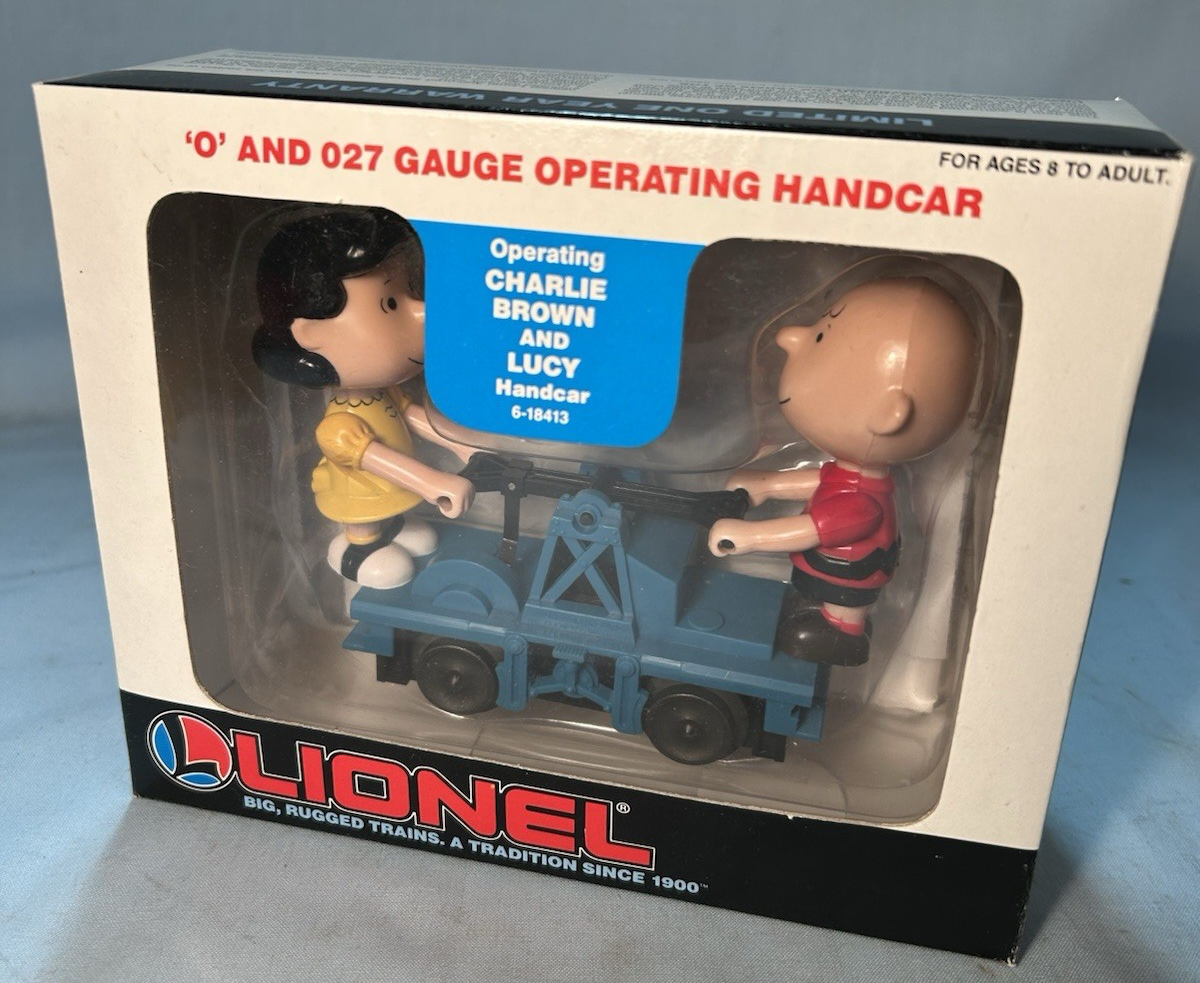 LIMITED ONE YEAR WARRANTY
'O' AND 027 GAUGE OPERATING HANDCAR
FOR AGES 8 TO ADULT.
Operating
CHARLIE
BROWN
AND
LUCY
Handcar
6-18413
LIONEL®
BIG, RUGGED TRAINS. A TRADITION SINCE 1900™